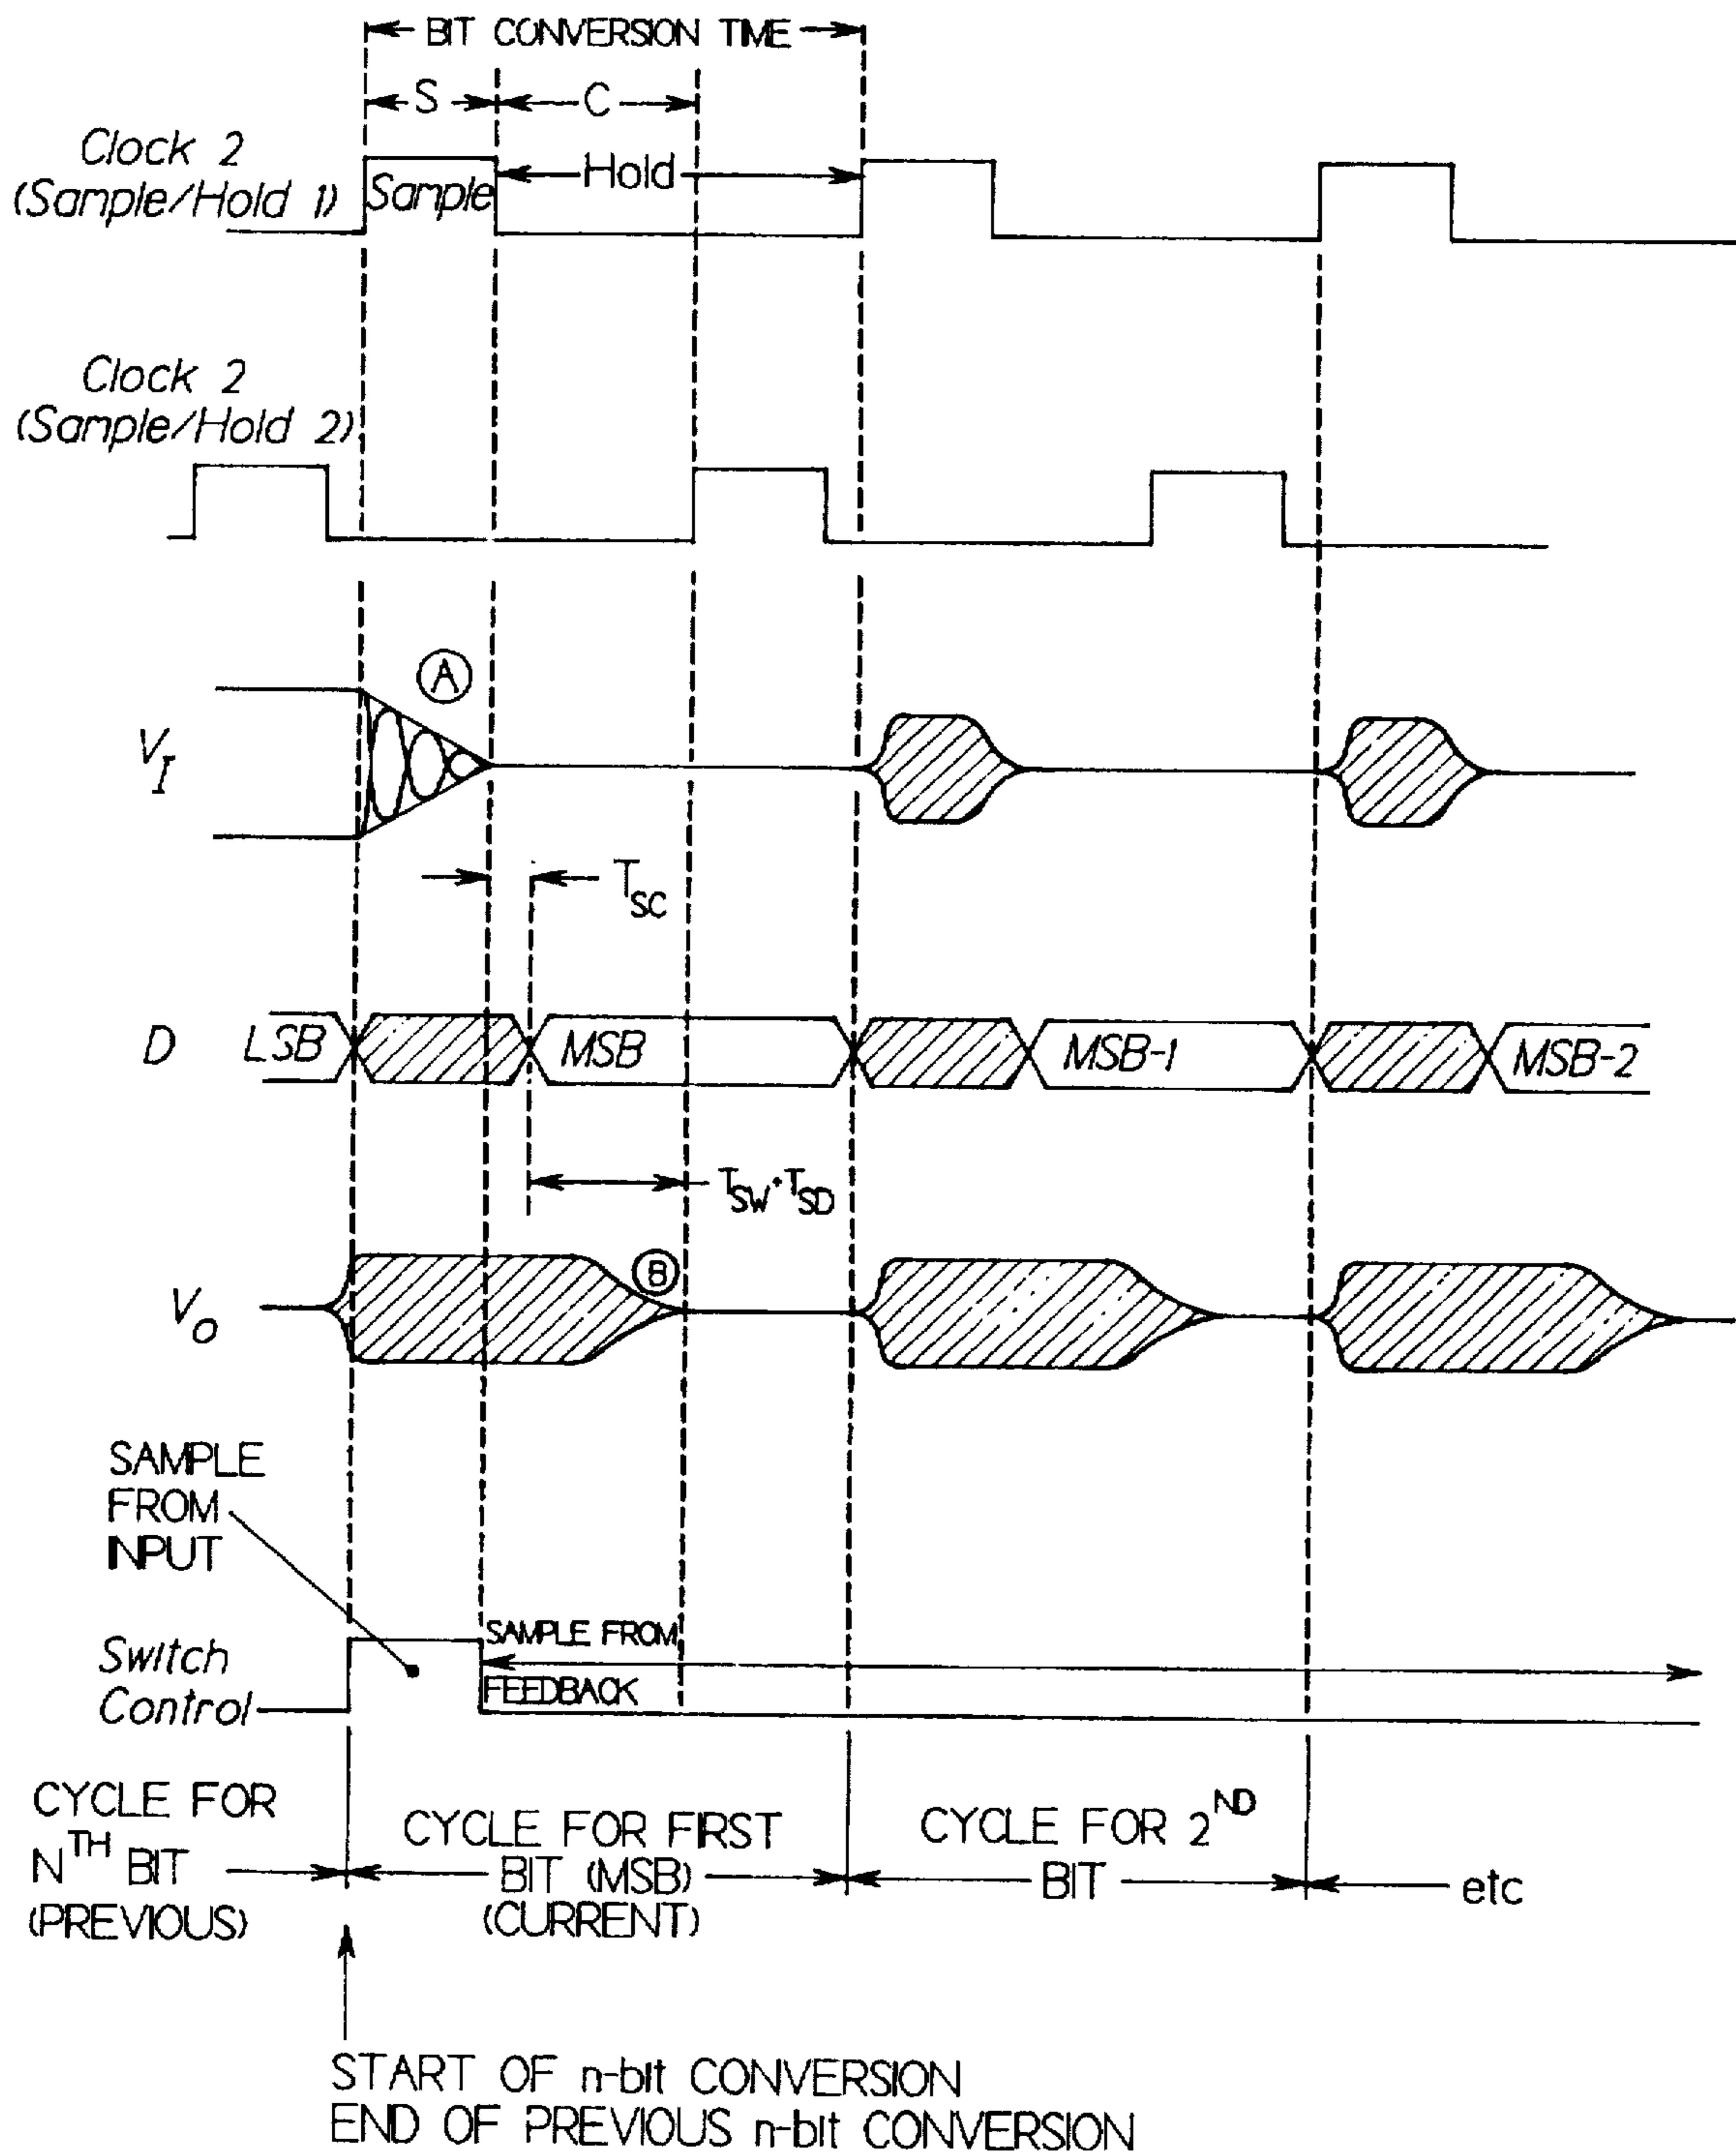 BIT CONVERSION TIME
S
C
Clock 2
(Sample/Hold 1)
Sample
Hold
Clock 2
(Sample/Hold 2)
A
V_I
T_SC
D
LSB
MSB
MSB-1
MSB-2
T_SW+T_SD
B
V_O
SAMPLE
FROM
INPUT
SAMPLE FROM
FEEDBACK
Switch
Control
CYCLE FOR
N^TH BIT
(PREVIOUS)
CYCLE FOR FIRST
BIT (MSB)
(CURRENT)
CYCLE FOR 2^ND
BIT
etc
START OF n-bit CONVERSION
END OF PREVIOUS n-bit CONVERSION